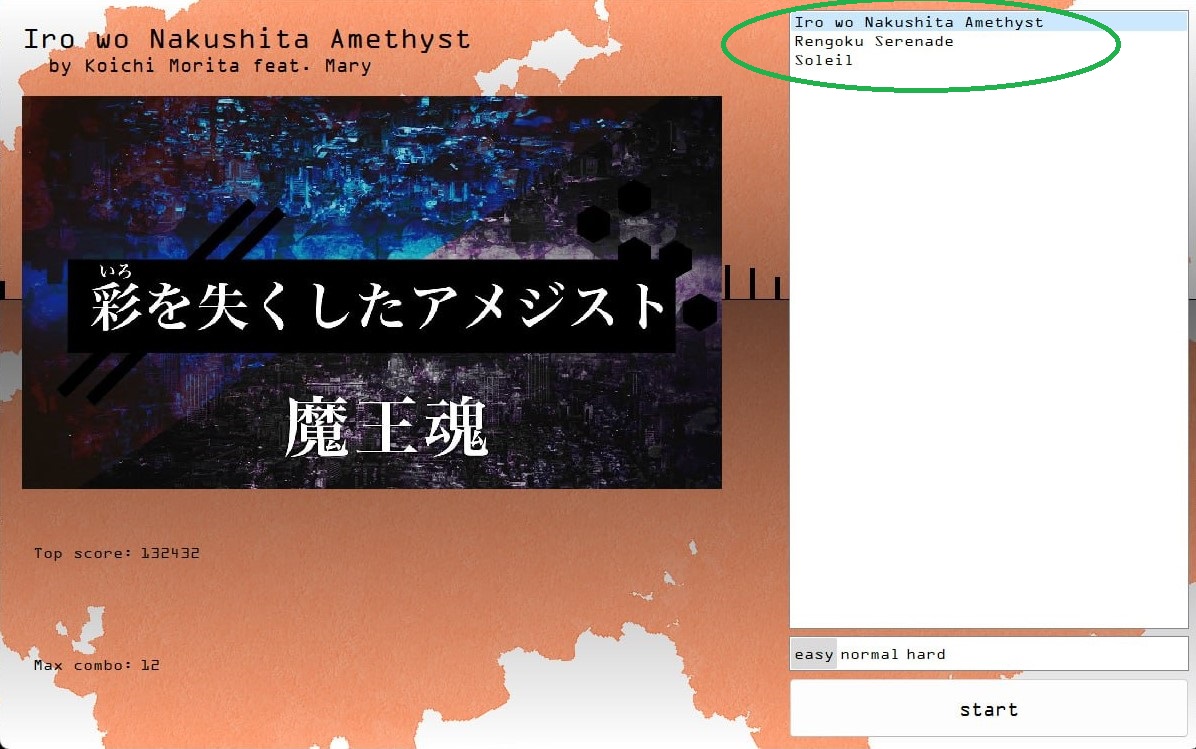 Iro wo Nakushita Amethyst
by Koichi Morita feat. Mary
いろ
彩を失くしたアメジスト
魔王魂
Top score: 132432
Max combo: 12
Iro wo Nakushita Amethyst
Rengoku Serenade
Soleil
easy normal hard
start